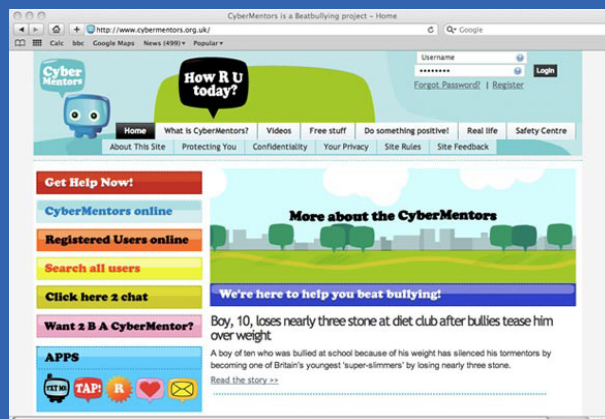 CyberMentors is a Beatbullying project – Home
http://www.cybermentors.org.uk/
Google
Calc bbc Google Maps News (499) Popular
Cyber
Mentors
How R U
today?
Username
Login
Forgot Password? | Register
Home What is CyberMentors? Videos Free stuff Do something positive! Real life Safety Centre
About This Site Protecting You Confidentiality Your Privacy Site Rules Site Feedback
Get Help Now!
CyberMentors online
Registered Users online
Search all users
Click here 2 chat
Want 2 B A CyberMentor?
APPS
TXT ME TAP! R
More about the CyberMentors
We're here to help you beat bullying!
Boy, 10, loses nearly three stone at diet club after bullies tease him
over weight
A boy of ten who was bullied at school because of his weight has silenced his tormentors by
becoming one of Britain's youngest 'super-slimmers' by losing nearly three stone.
Read the story >>